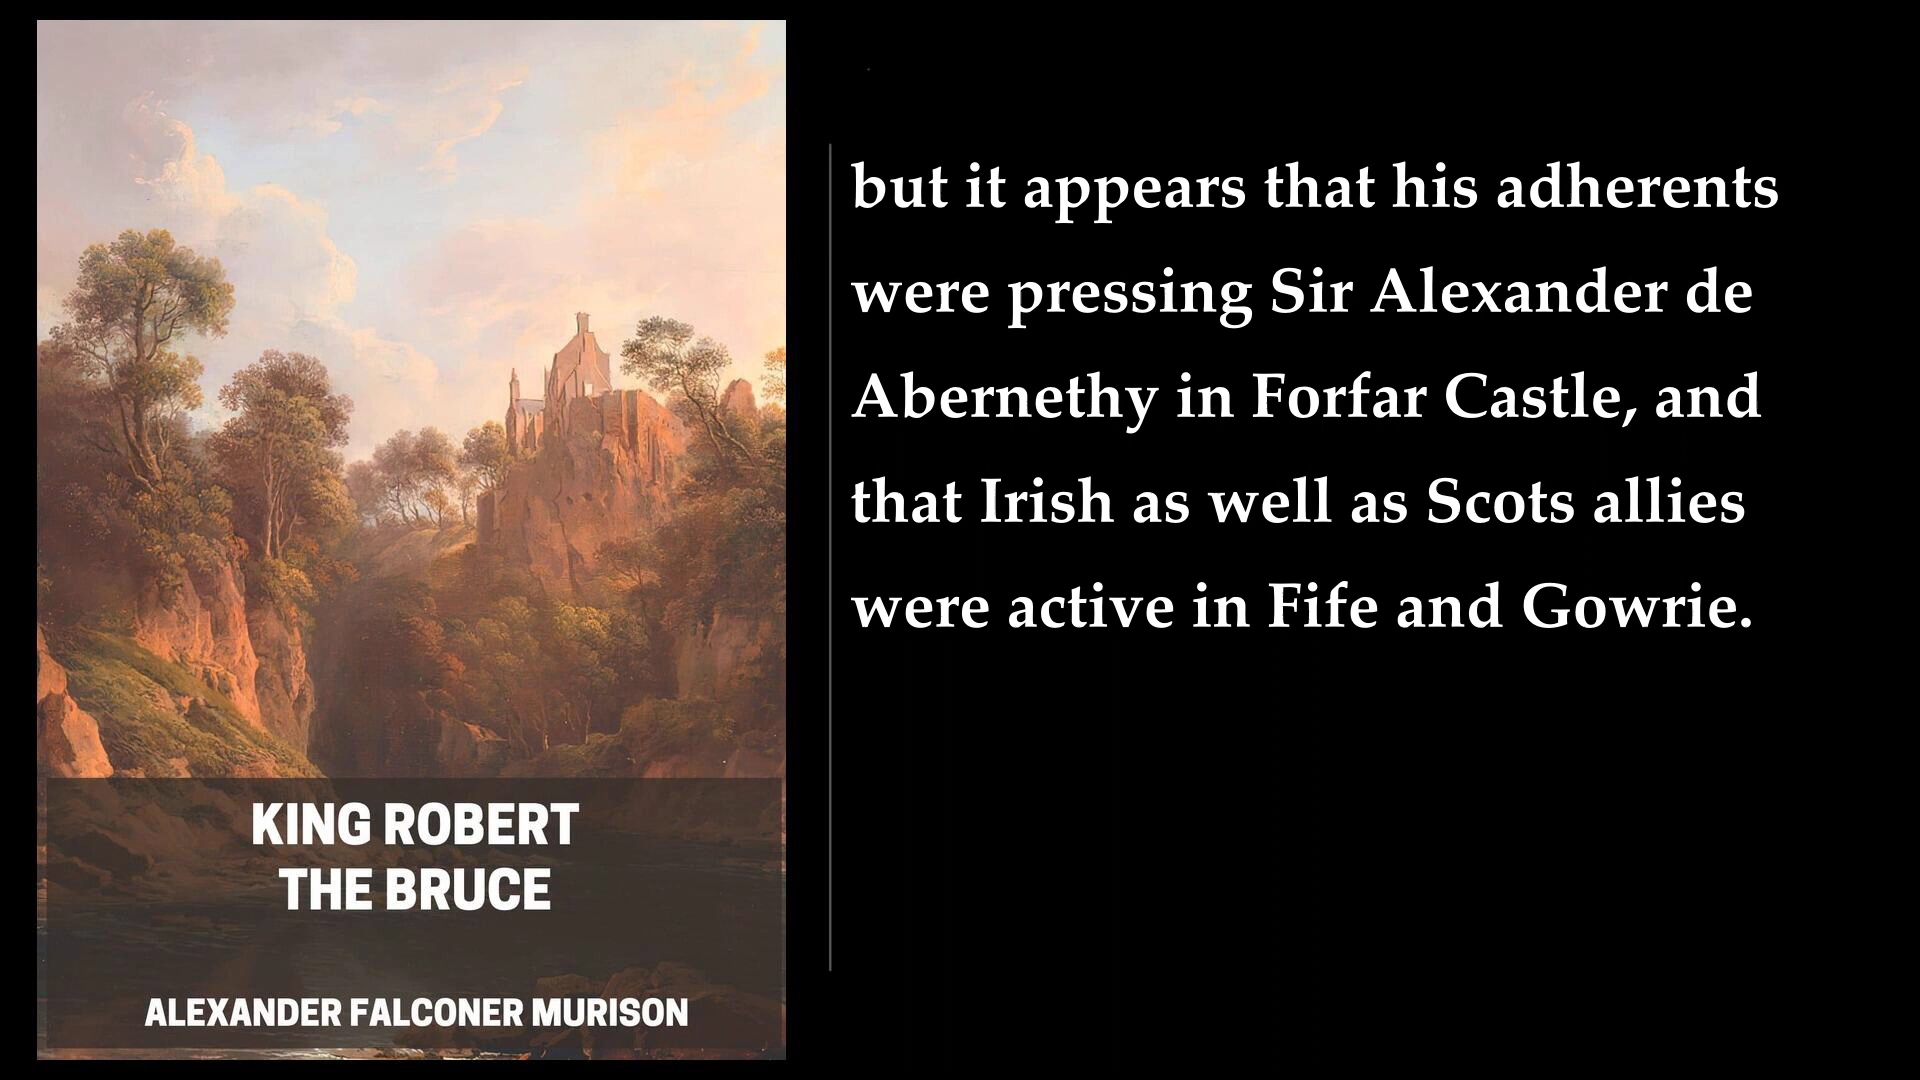 KING ROBERT
THE BRUCE
ALEXANDER FALCONER MURISON
but it appears that his adherents
were pressing Sir Alexander de
Abernethy in Forfar Castle, and
that Irish as well as Scots allies
were active in Fife and Gowrie.